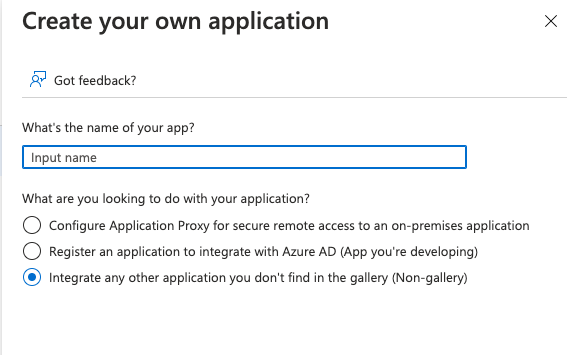 Create your own application
Got feedback?
What's the name of your app?
Input name
What are you looking to do with your application?
Configure Application Proxy for secure remote access to an on-premises application
Register an application to integrate with Azure AD (App you're developing)
Integrate any other application you don't find in the gallery (Non-gallery)